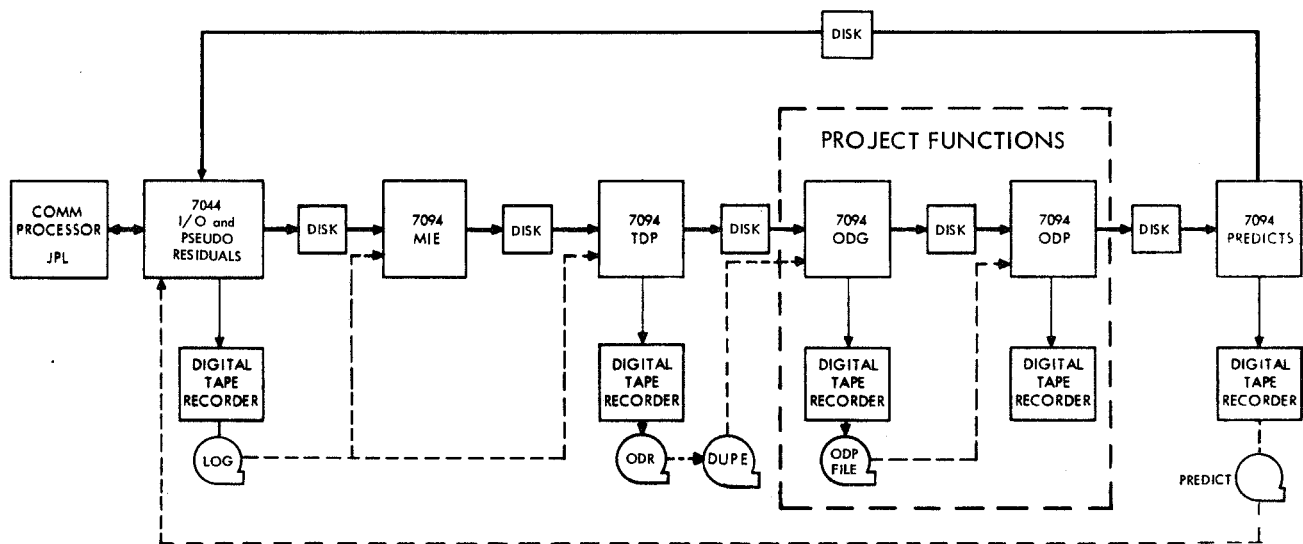 DISK
PROJECT FUNCTIONS
COMM
PROCESSOR
JPL
7044
I/O and
PSEUDO
RESIDUALS
DISK
7094
MIE
DISK
7094
TDP
DISK
7094
ODG
DISK
7094
ODP
DISK
7094
PREDICTS
DIGITAL
TAPE
RECORDER
DIGITAL
TAPE
RECORDER
DIGITAL
TAPE
RECORDER
DIGITAL
TAPE
RECORDER
DIGITAL
TAPE
RECORDER
LOG
ODR
DUPE
ODP
FILE
PREDICT